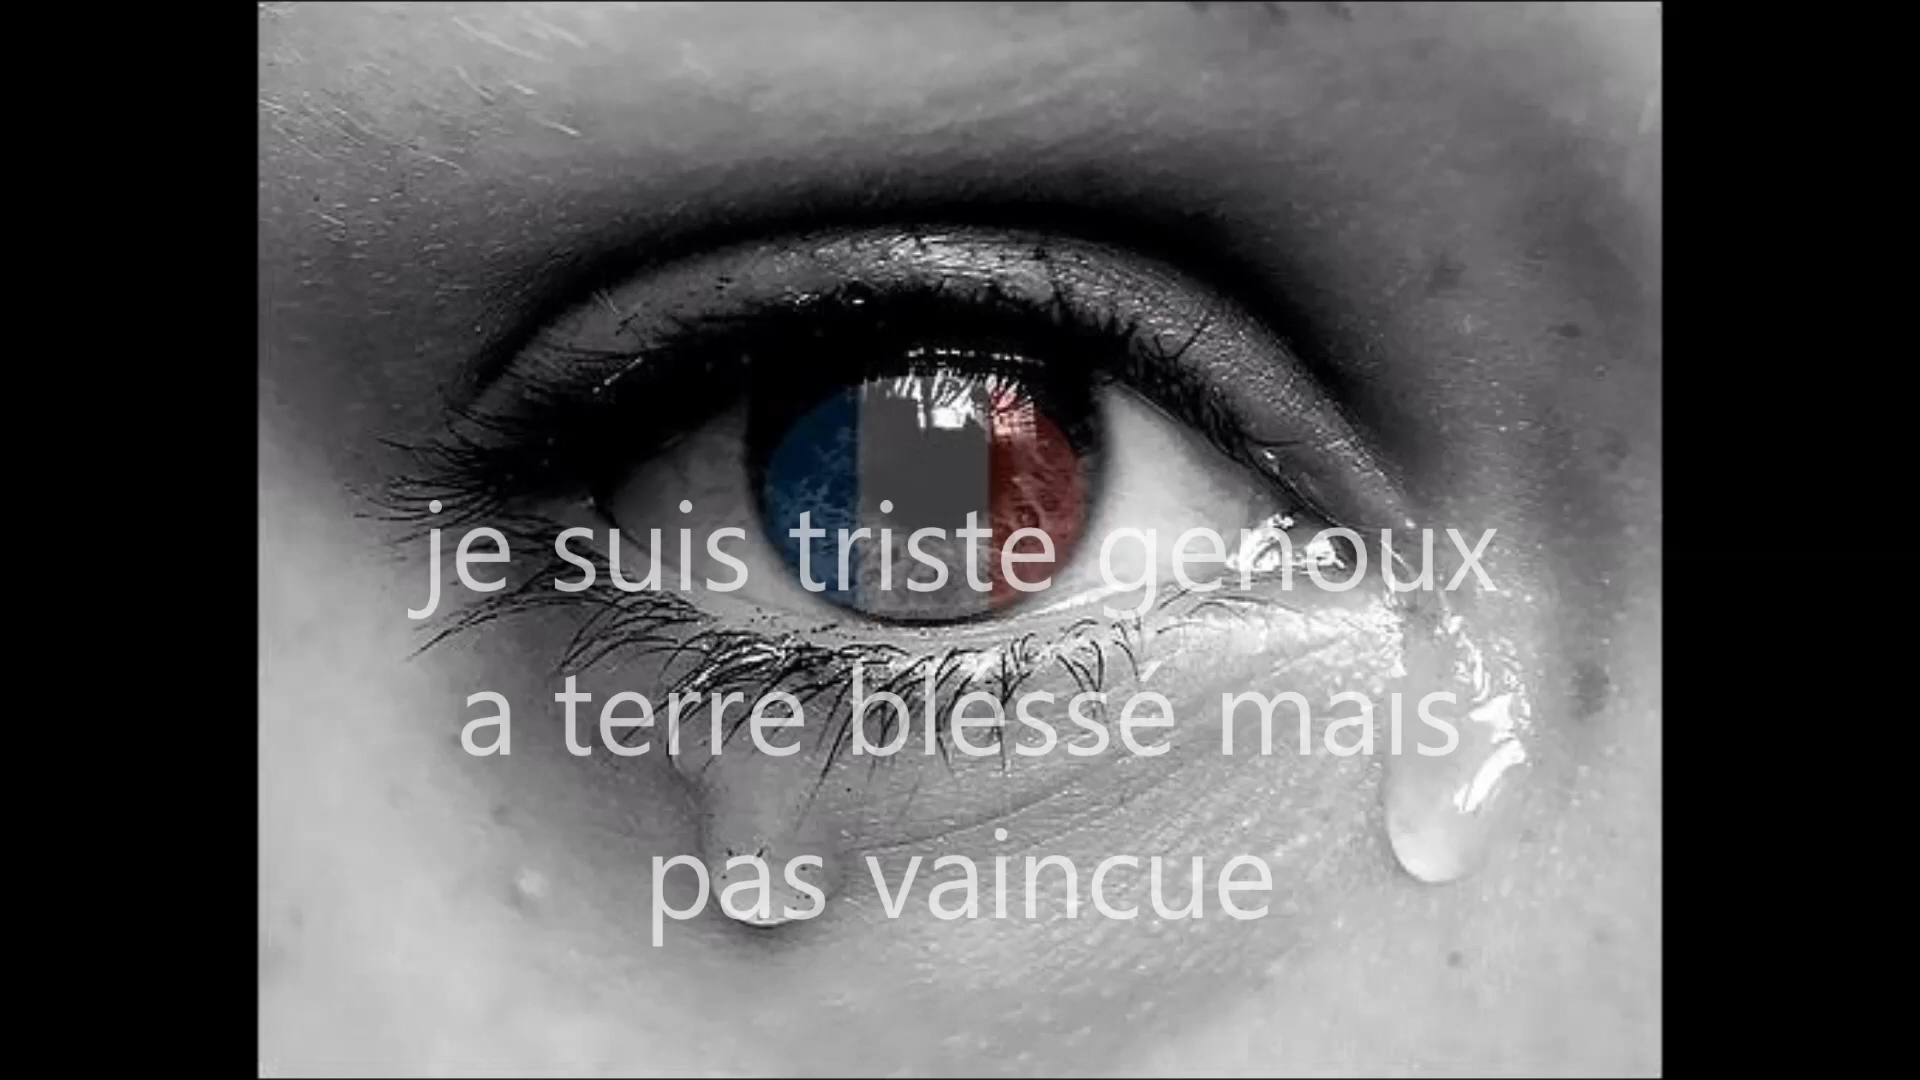 je suis triste genoux
a terre blessé mais
pas vaincue